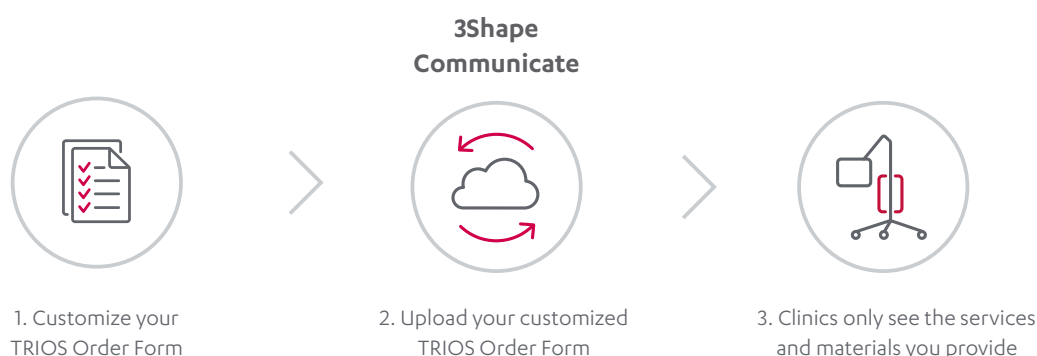 3Shape
Communicate
1. Customize your
TRIOS Order Form
2. Upload your customized
TRIOS Order Form
3. Clinics only see the services
and materials you provide